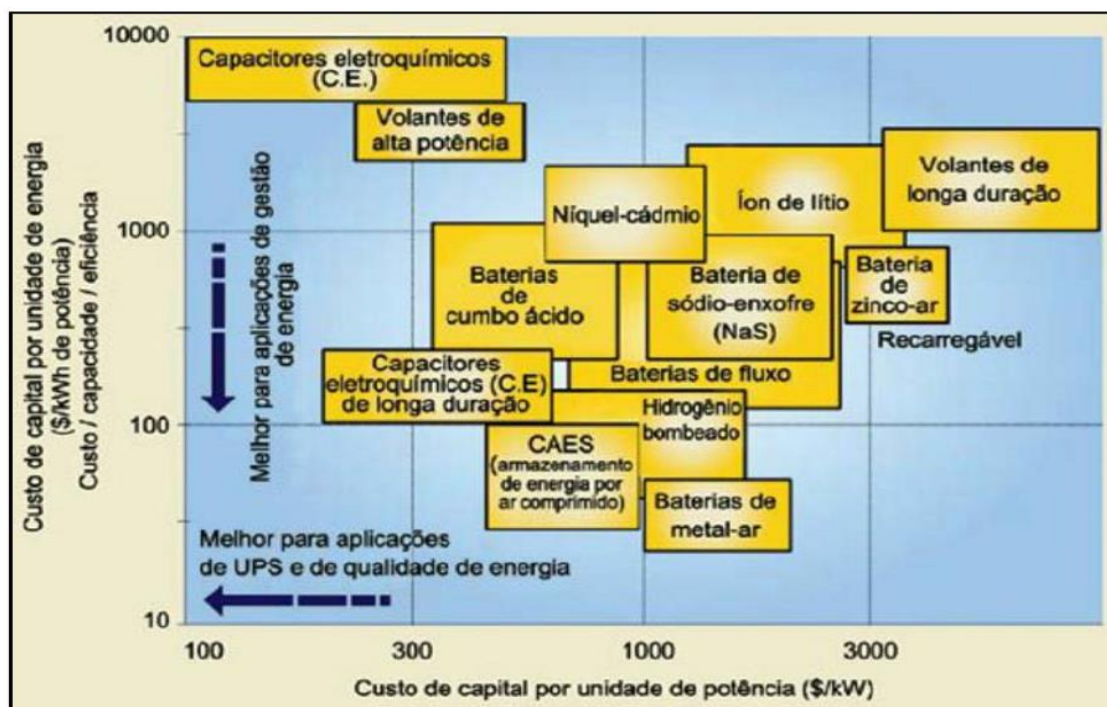 Custo de capital por unidade de energia
($/kWh de potência)
Custo / capacidade / eficiência
10000
1000
100
10
Capacitores eletroquímicos
(C.E.)
Volantes de
alta potência
Melhor para aplicações de gestão
de energia
Níquel-cádmio
Íon de lítio
Volantes de
longa duração
Baterias
de
cumbo ácido
Bateria de
sódio-enxofre
(NaS)
Bateria
de
zinco-ar
Recarregável
Capacitores
eletroquímicos (C.E)
de longa duração
Baterias de fluxo
Hidrogênio
bombeado
CAES
(armazenamento
de energia por
ar comprimido)
Baterias de
metal-ar
Melhor para aplicações
de UPS e de qualidade de energia
100
300
1000
3000
Custo de capital por unidade de potência ($/kW)